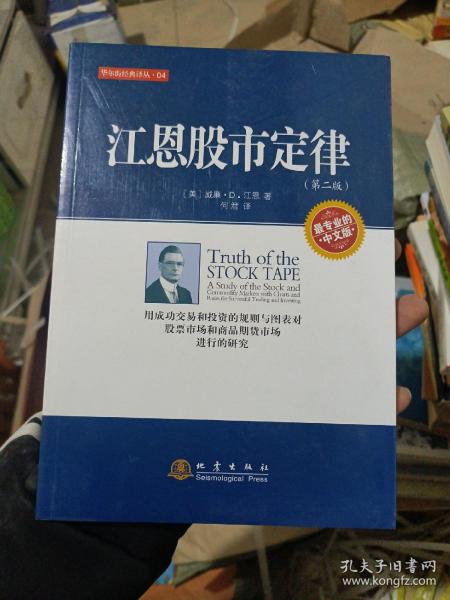 华尔街经典译丛·04
江恩股市定律
（第二版）
［美］威廉·D．江恩 著
何君 译
最专业的
·中文版·
Truth of the
STOCK TAPE
A Study of the Stock and
Commodity Markets with Charts and
Rules for Successful Trading and Investing
用成功交易和投资的规则与图表对
股票市场和商品期货市场
进行的研究
地震出版社
Seismological Press
孔夫子旧书网
www.kongfz.com